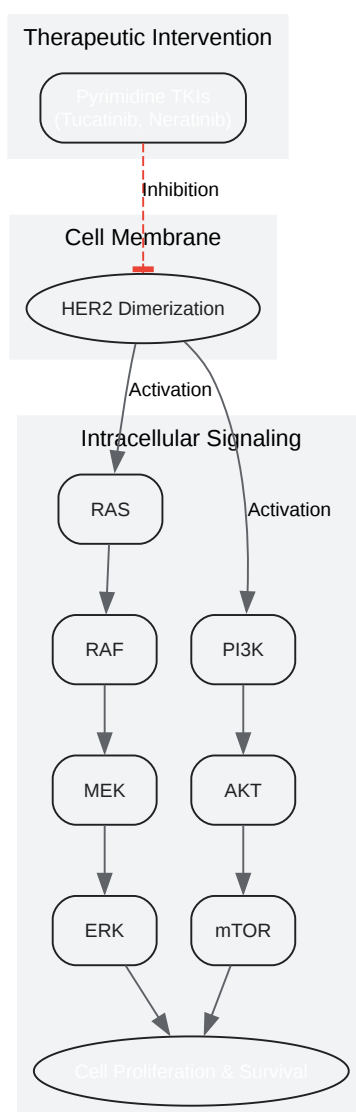 Therapeutic Intervention
Pyrimidine TKIs
(Tucatinib, Neratinib)
Inhibition
Cell Membrane
HER2 Dimerization
Activation
Intracellular Signaling
RAS
Activation
RAF
PI3K
MEK
AKT
ERK
mTOR
Cell Proliferation & Survival